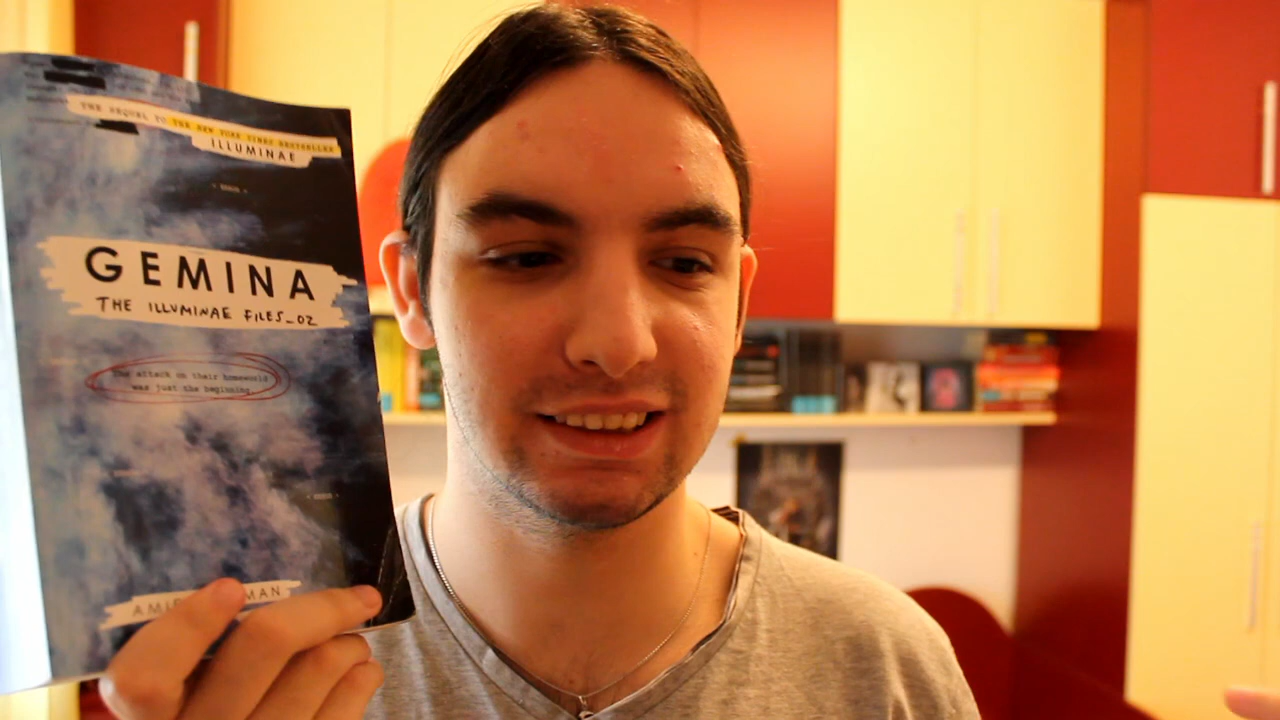 THE SEQUEL TO THE NEW YORK TIMES BESTSELLER
ILLUMINAE
GEMINA
THE ILLUMINAE FILES_02
The attack on their homeworld
was just the beginning.